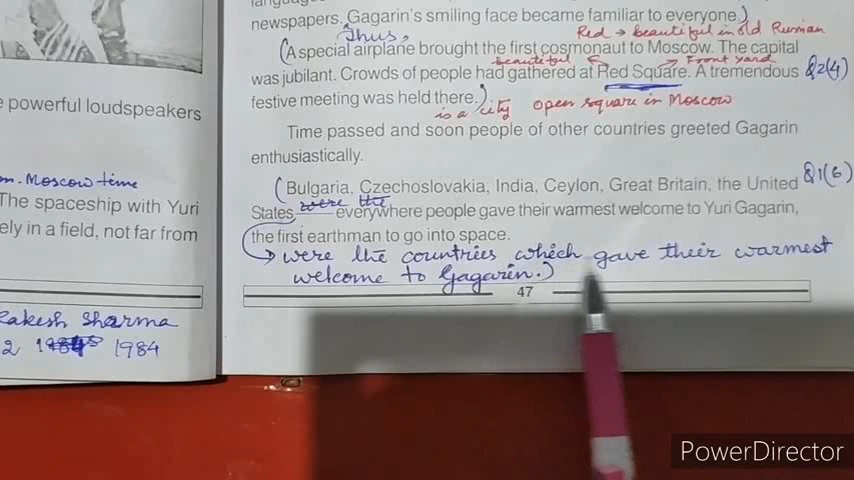 newspapers. Gagarin's smiling face became familiar to everyone.)
Thus,
Red → beautiful in old Russian
(A special airplane brought the first cosmonaut to Moscow. The capital
beautiful
Front yard
was jubilant. Crowds of people had gathered at Red Square. A tremendous Q2(4)
festive meeting was held there.)
is a city open square in Moscow
Time passed and soon people of other countries greeted Gagarin
enthusiastically.
(Bulgaria, Czechoslovakia, India, Ceylon, Great Britain, the United Q1(6)
were the
States, everywhere people gave their warmest welcome to Yuri Gagarin,
the first earthman to go into space.
→ were the countries which gave their warmest
welcome to Gagarin.)
47
e powerful loudspeakers
m. Moscow time
The spaceship with Yuri
ely in a field, not far from
Rakesh Sharma
2 1984
PowerDirector